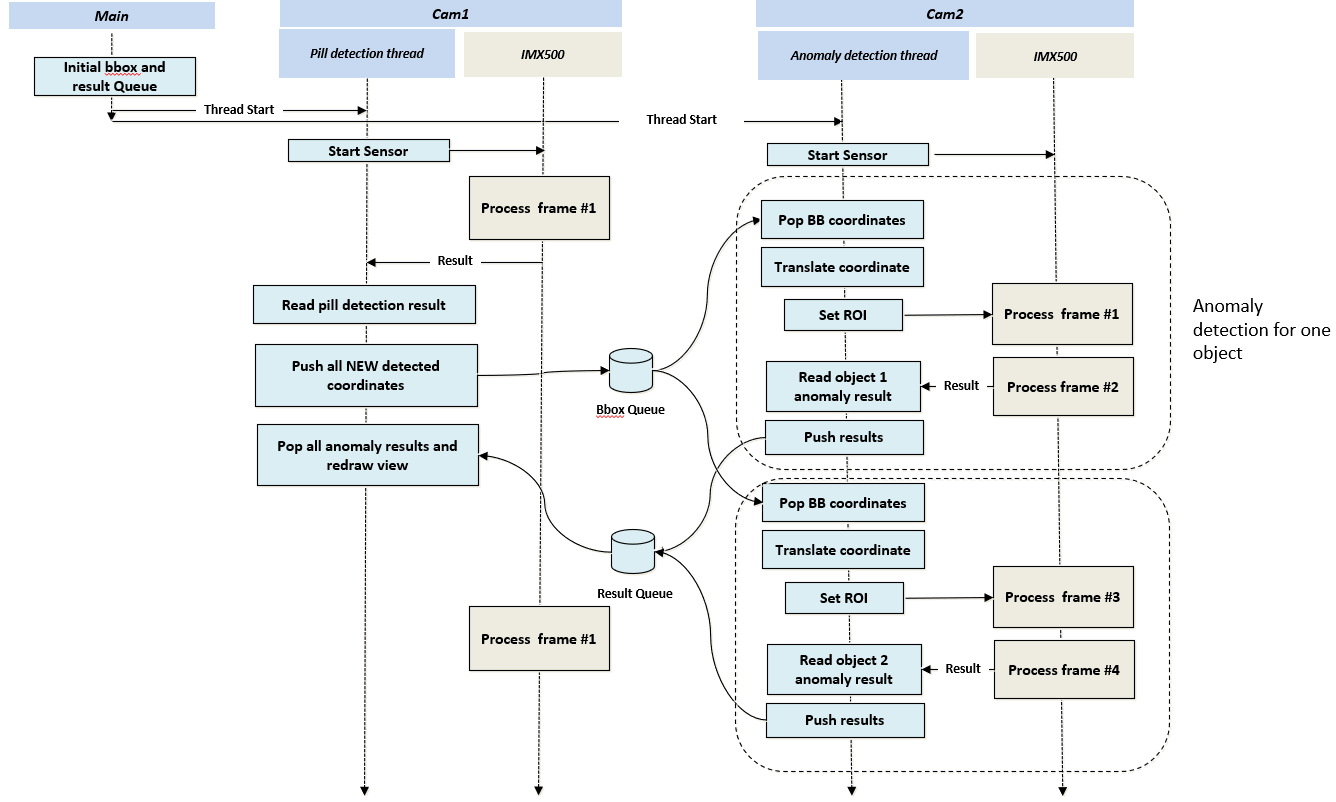 Main
Cam1
Cam2
Pill detection thread
IMX500
Anomaly detection thread
IMX500
Initial bbox and
result Queue
Thread Start
Thread Start
Start Sensor
Start Sensor
Process frame #1
Result
Read pill detection result
Push all NEW detected
coordinates
Pop all anomaly results and
redraw view
Process frame #1
Bbox Queue
Result Queue
Pop BB coordinates
Translate coordinate
Set ROI
Process frame #1
Read object 1
anomaly result
Result
Process frame #2
Push results
Anomaly
detection for one
object
Pop BB coordinates
Translate coordinate
Set ROI
Process frame #3
Read object 2
anomaly result
Result
Process frame #4
Push results